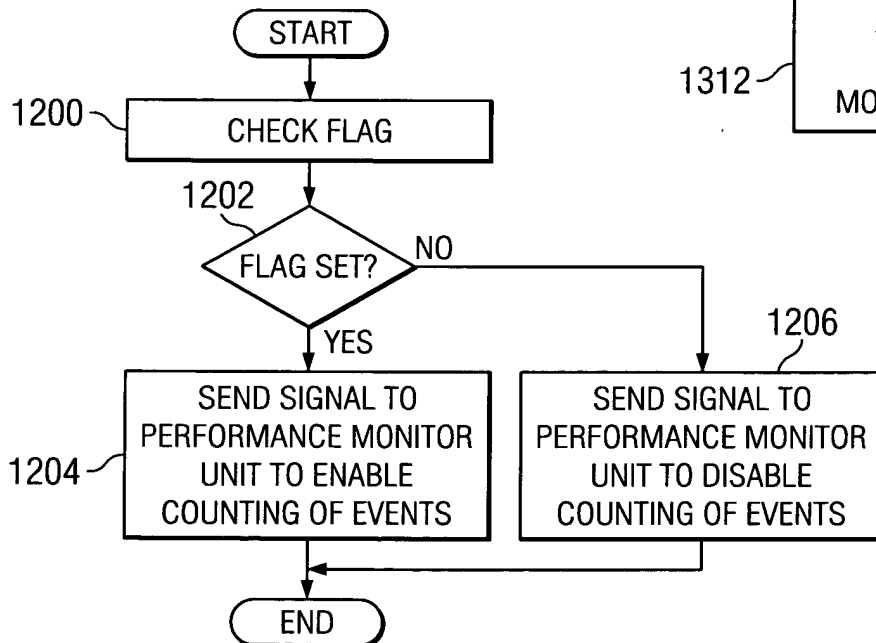 START
1200
CHECK FLAG
1312
MO
1202
FLAG SET?
NO
YES
1204
SEND SIGNAL TO
PERFORMANCE MONITOR
UNIT TO ENABLE
COUNTING OF EVENTS
1206
SEND SIGNAL TO
PERFORMANCE MONITOR
UNIT TO DISABLE
COUNTING OF EVENTS
END